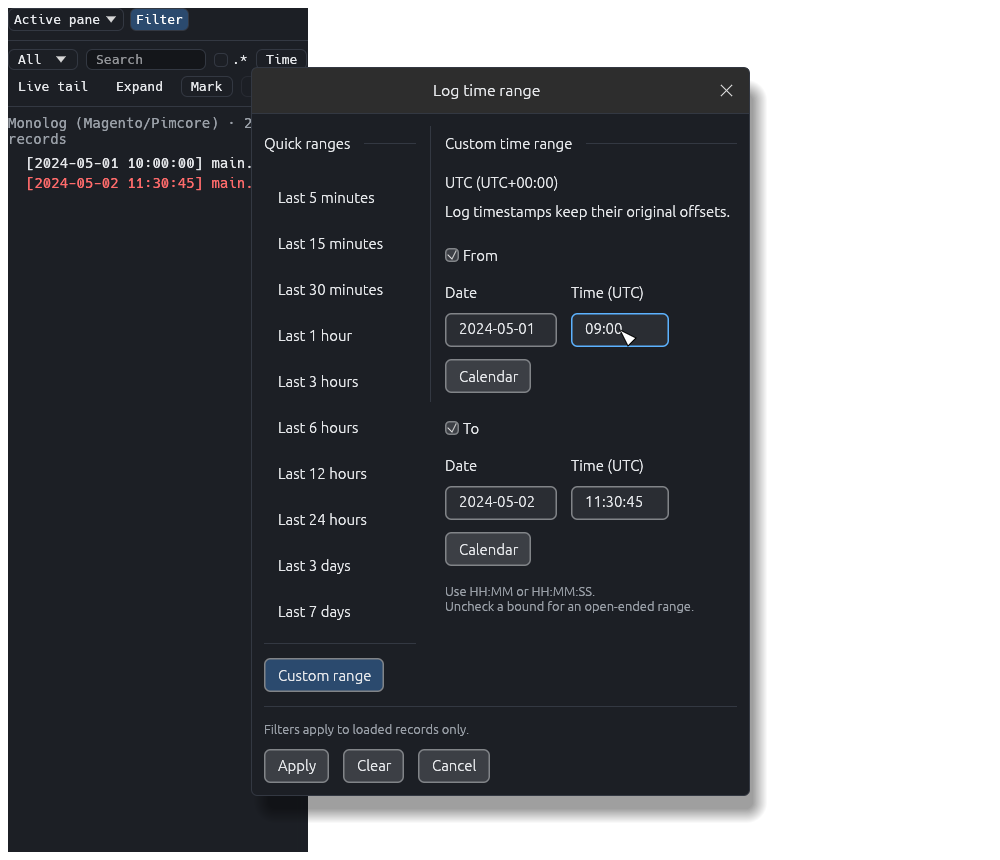 Active pane ▼ Filter
All ▼ Search .* Time
Live tail Expand Mark
Monolog (Magento/Pimcore) · 2
records
[2024-05-01 10:00:00] main.
[2024-05-02 11:30:45] main.
Log time range
Quick ranges
Last 5 minutes
Last 15 minutes
Last 30 minutes
Last 1 hour
Last 3 hours
Last 6 hours
Last 12 hours
Last 24 hours
Last 3 days
Last 7 days
Custom range
Custom time range
UTC (UTC+00:00)
Log timestamps keep their original offsets.
From
Date Time (UTC)
2024-05-01 09:00
Calendar
To
Date Time (UTC)
2024-05-02 11:30:45
Calendar
Use HH:MM or HH:MM:SS.
Uncheck a bound for an open-ended range.
Filters apply to loaded records only.
Apply Clear Cancel